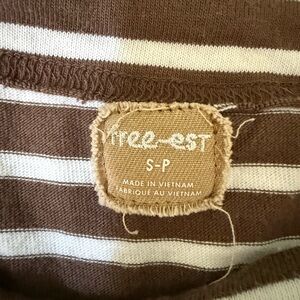 free-est
S-P
MADE IN VIETNAM
FABRIQUÉ AU VIETNAM